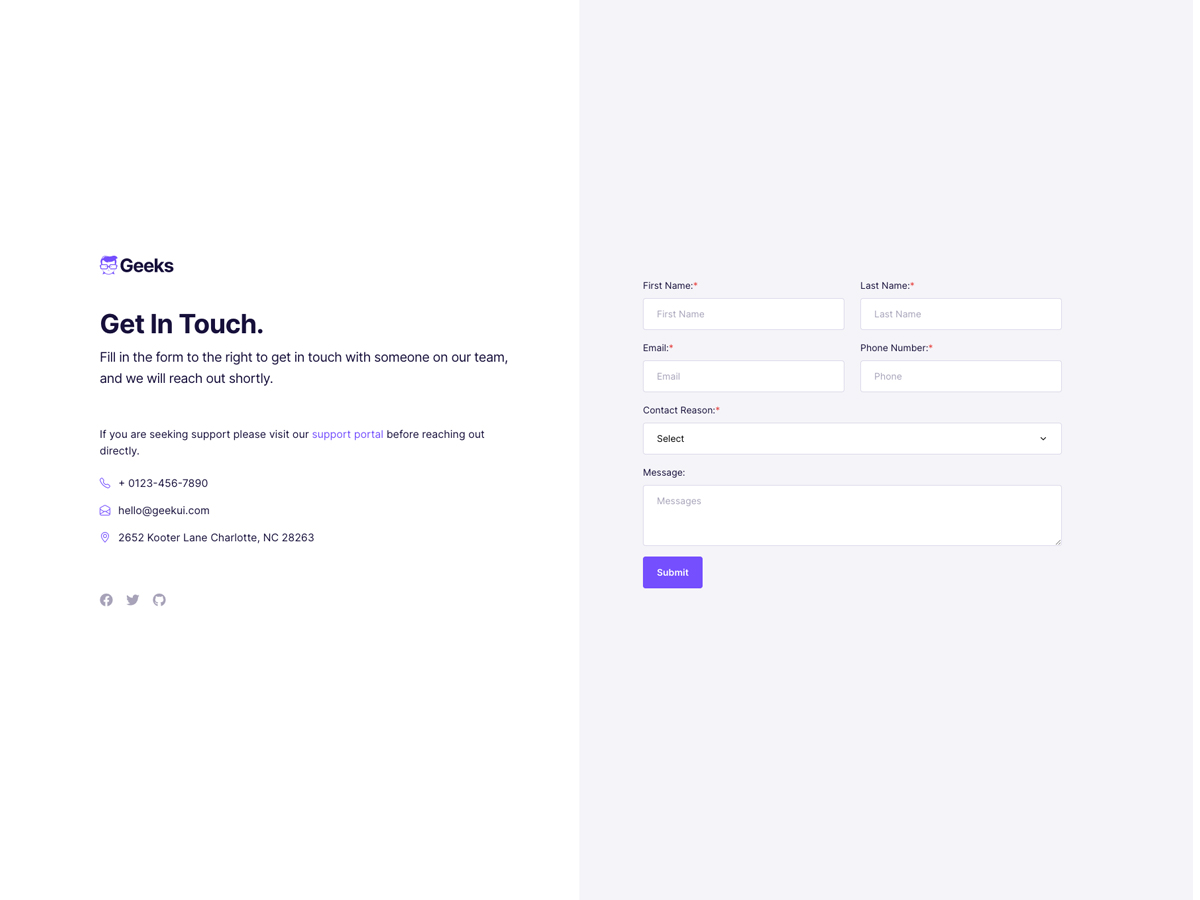 Geeks
Get In Touch.
Fill in the form to the right to get in touch with someone on our team,
and we will reach out shortly.
If you are seeking support please visit our support portal before reaching out
directly.
+ 0123-456-7890
hello@geekui.com
2652 Kooter Lane Charlotte, NC 28263
First Name:*
Last Name:*
First Name
Last Name
Email:*
Phone Number:*
Email
Phone
Contact Reason:*
Select
Message:
Messages
Submit